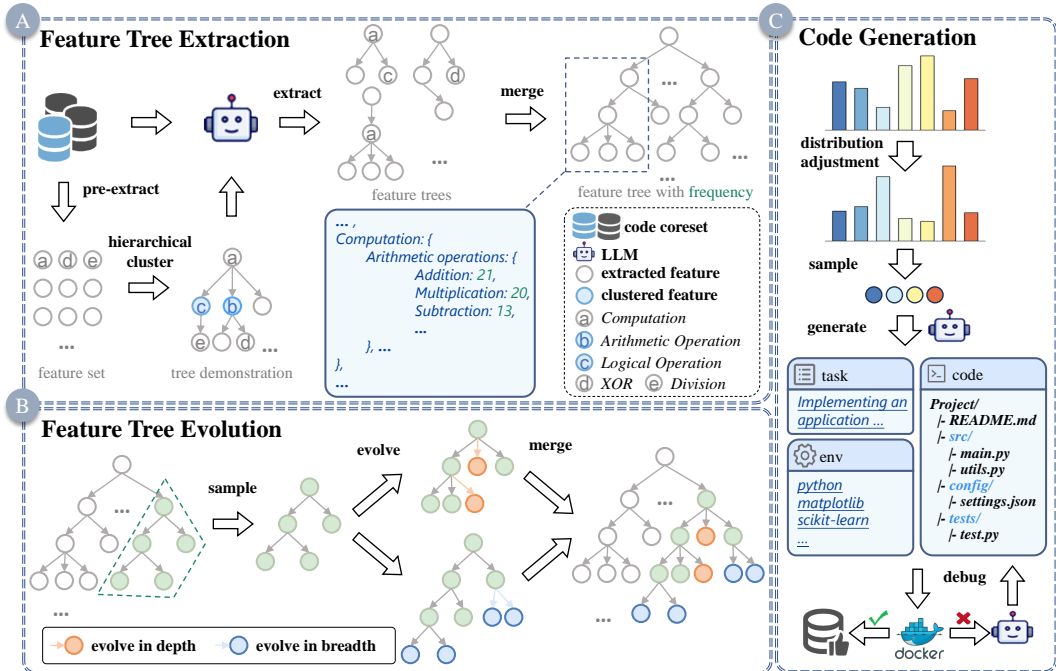 A
Feature Tree Extraction
extract
merge
pre-extract
hierarchical
cluster
a
c
d
a
feature trees
feature tree with frequency
a d e
a
c b
e d
...
feature set
tree demonstration
... ,
Computation: {
Arithmetic operations: {
Addition: 21,
Multiplication: 20,
Subtraction: 13,
...
}, ...
},
...
code coreset
LLM
extracted feature
clustered feature
a Computation
b Arithmetic Operation
c Logical Operation
d XOR e Division
B
Feature Tree Evolution
sample
evolve
merge
...
evolve in depth
evolve in breadth
C
Code Generation
distribution
adjustment
sample
generate
task
Implementing an
application ...
env
python
matplotlib
scikit-learn
...
code
Project/
|- README.md
|- src/
|- main.py
|- utils.py
|- config/
|- settings.json
|- tests/
|- test.py
debug
docker